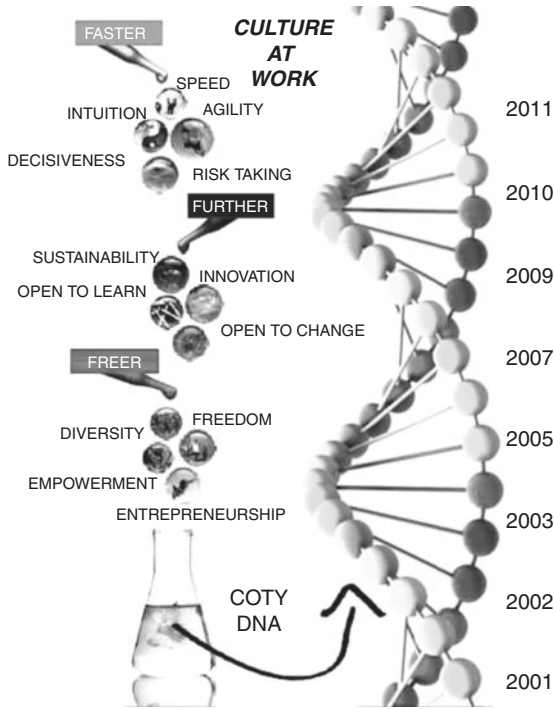 FASTER
CULTURE
AT
WORK
SPEED
INTUITION
AGILITY
DECISIVENESS
RISK TAKING
FURTHER
SUSTAINABILITY
INNOVATION
OPEN TO LEARN
OPEN TO CHANGE
FREER
FREEDOM
DIVERSITY
EMPOWERMENT
ENTREPRENEURSHIP
COTY
DNA
2011
2010
2009
2007
2005
2003
2002
2001